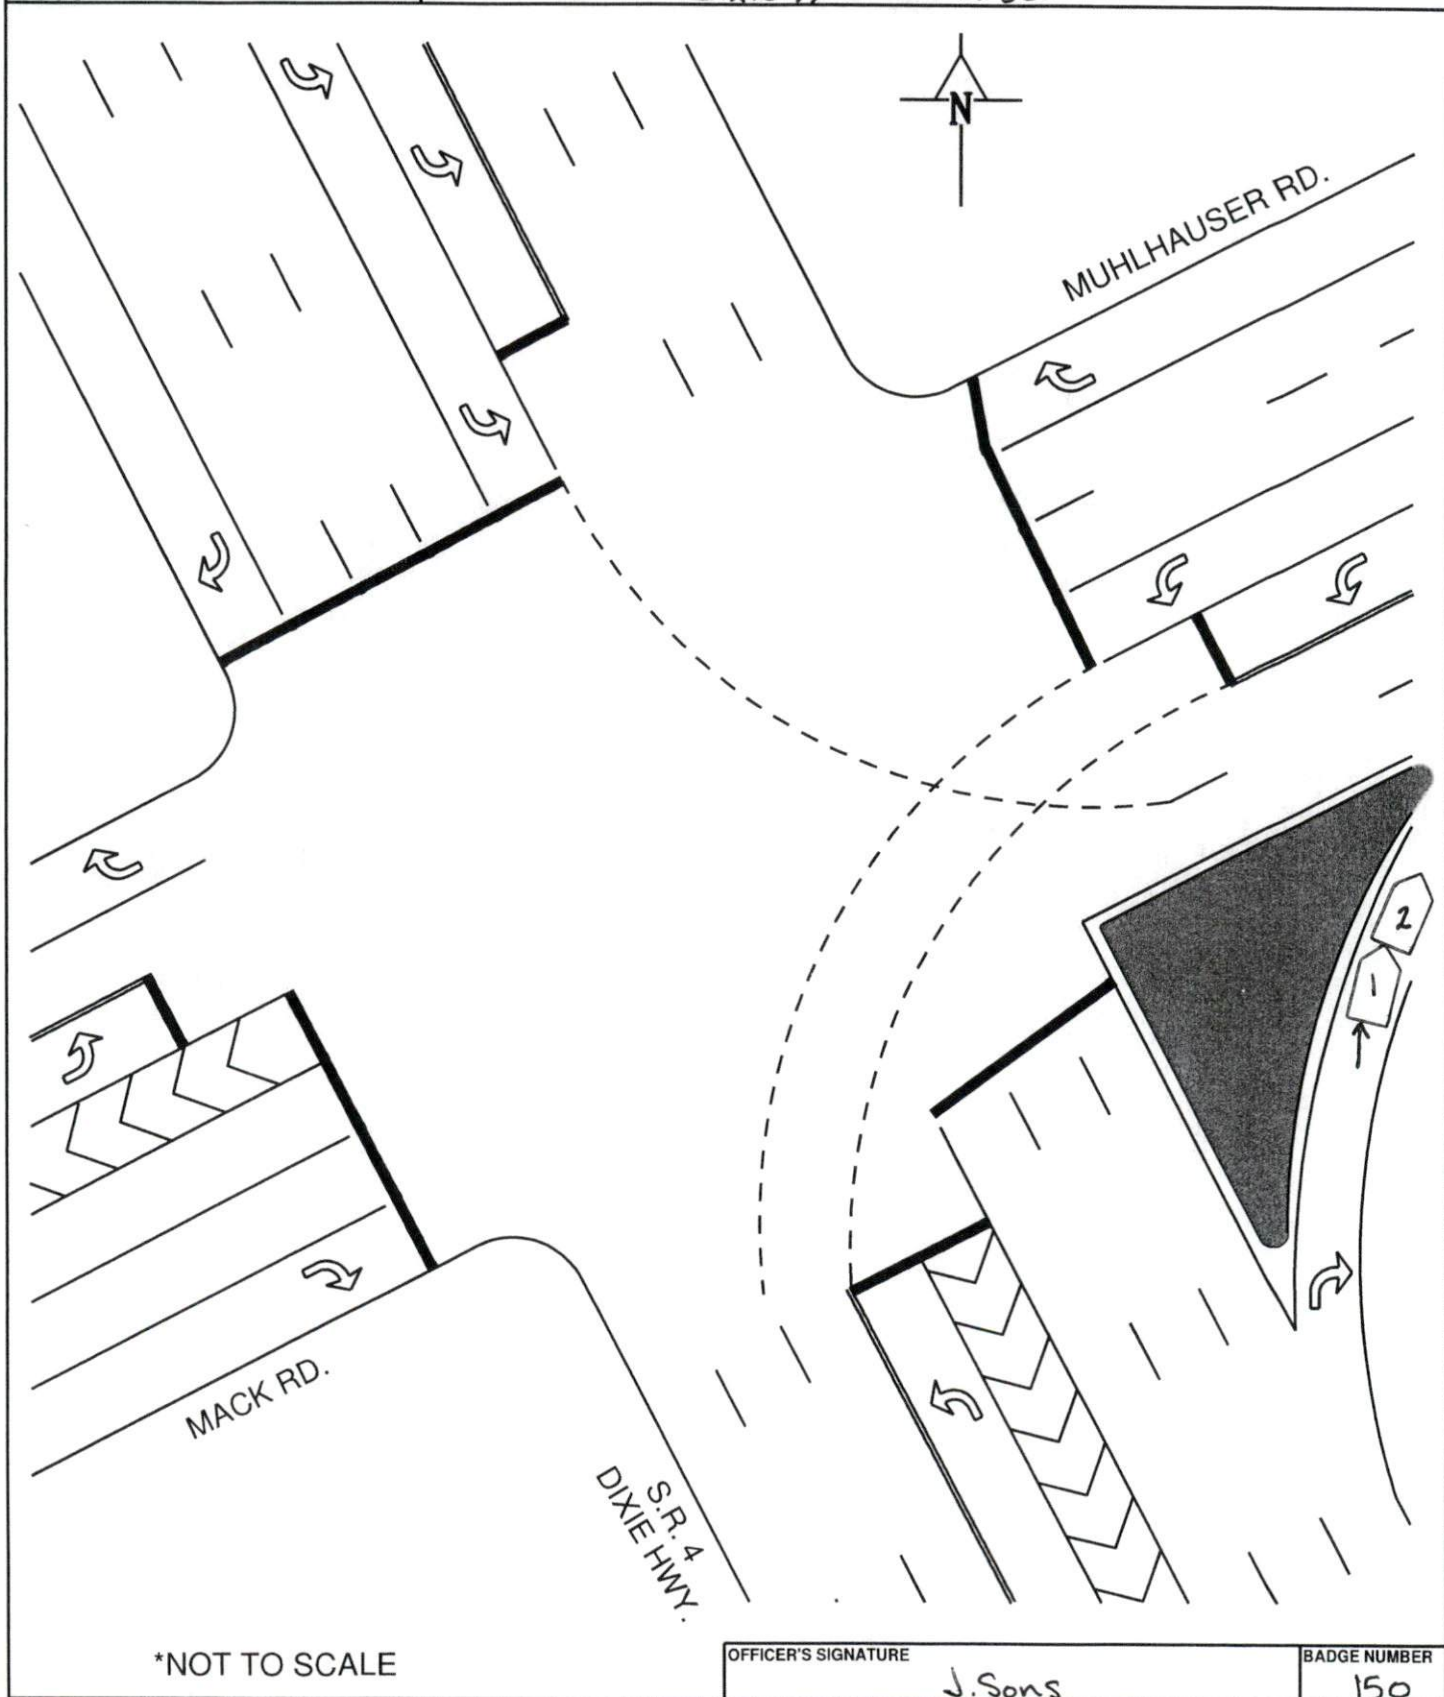 N
MUHLHAUSER RD.
2
1
MACK RD.
S.R. 4
DIXIE HWY.
*NOT TO SCALE
OFFICER'S SIGNATURE
J. Sons
BADGE NUMBER
150